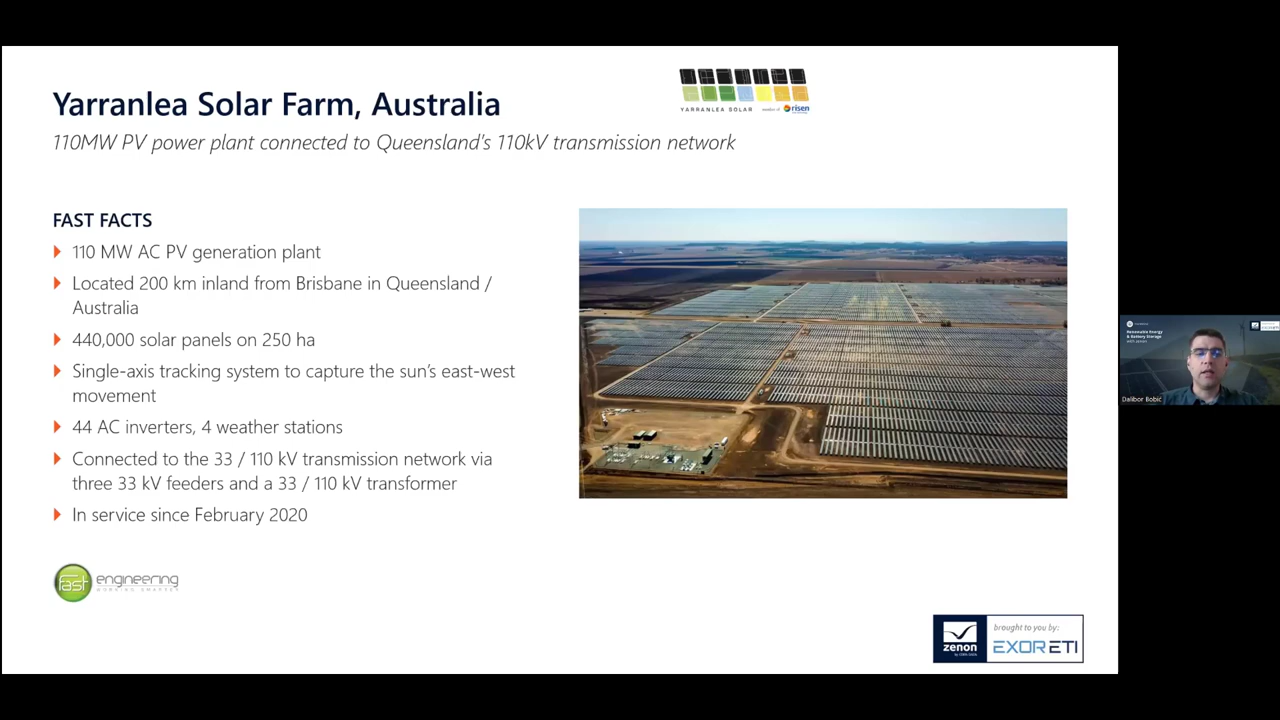 Yarranlea Solar Farm, Australia
YARRANLEA SOLAR
risen
110MW PV power plant connected to Queensland's 110kV transmission network
FAST FACTS
110 MW AC PV generation plant
Located 200 km inland from Brisbane in Queensland /
Australia
440,000 solar panels on 250 ha
Single-axis tracking system to capture the sun's east-west
movement
44 AC inverters, 4 weather stations
Connected to the 33 / 110 kV transmission network via
three 33 kV feeders and a 33 / 110 kV transformer
In service since February 2020
Renewable Energy
& Battery Storage
with zenon
Dalibor Bobić
fast engineering
WORKING SMARTER
zenon
brought to you by:
EXOR ETI